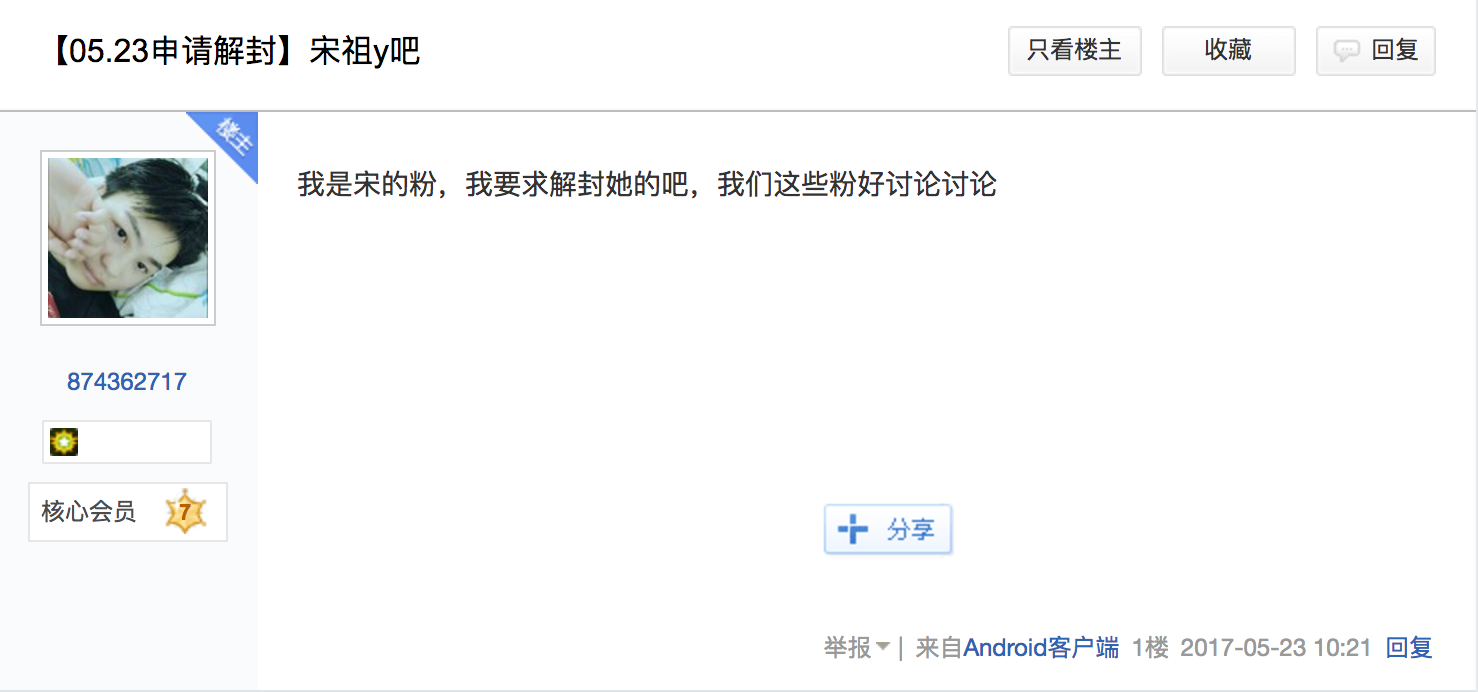 【05.23申请解封】宋祖y吧
只看楼主
收藏
回复
楼主
我是宋的粉，我要求解封她的吧，我们这些粉好讨论讨论
874362717
核心会员 7
分享
举报 | 来自Android客户端 1楼 2017-05-23 10:21 回复